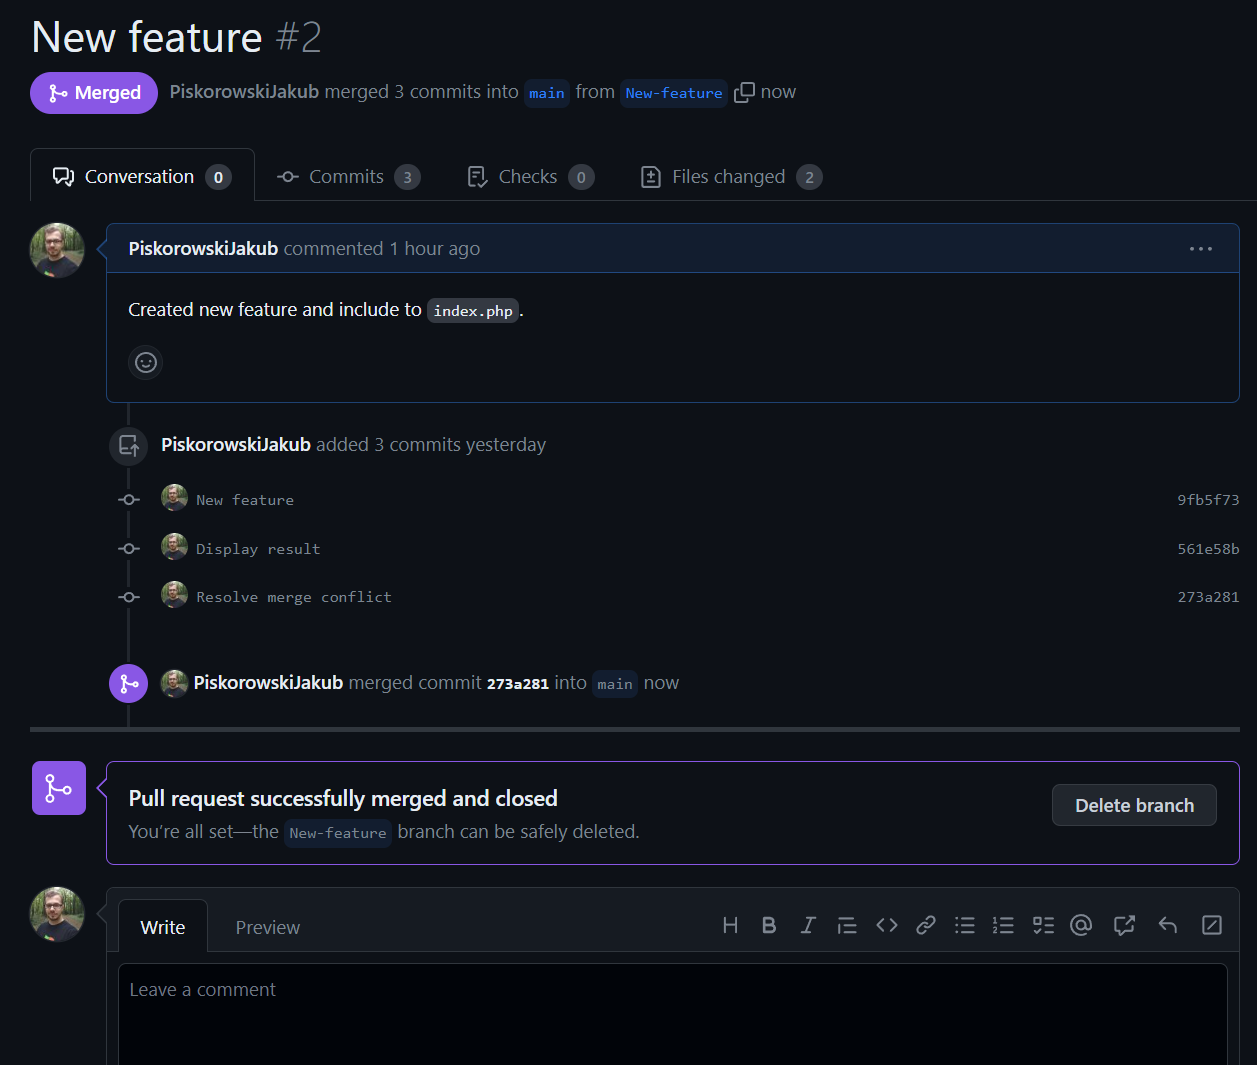 New feature #2
Merged PiskorowskiJakub merged 3 commits into main from New-feature now
Conversation 0 Commits 3 Checks 0 Files changed 2
PiskorowskiJakub commented 1 hour ago
Created new feature and include to index.php.
PiskorowskiJakub added 3 commits yesterday
New feature 9fb5f73
Display result 561e58b
Resolve merge conflict 273a281
PiskorowskiJakub merged commit 273a281 into main now
Pull request successfully merged and closed
Delete branch
You're all set—the New-feature branch can be safely deleted.
Write Preview
Leave a comment